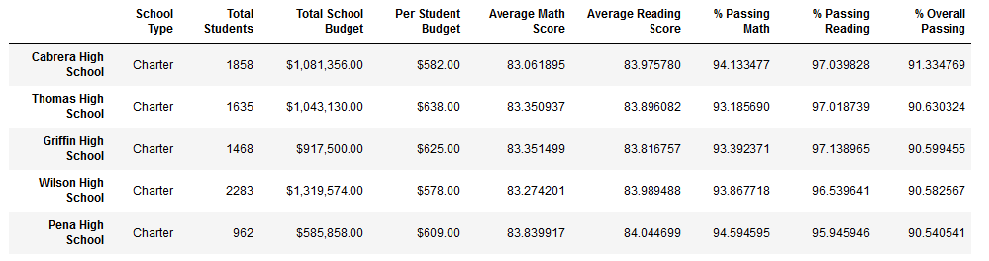 School Type Total Students Total School Budget Per Student Budget Average Math Score Average Reading Score % Passing Math % Passing Reading % Overall Passing
Cabrera High School Charter 1858 $1,081,356.00 $582.00 83.061895 83.975780 94.133477 97.039828 91.334769
Thomas High School Charter 1635 $1,043,130.00 $638.00 83.350937 83.896082 93.185690 97.018739 90.630324
Griffin High School Charter 1468 $917,500.00 $625.00 83.351499 83.816757 93.392371 97.138965 90.599455
Wilson High School Charter 2283 $1,319,574.00 $578.00 83.274201 83.989488 93.867718 96.539641 90.582567
Pena High School Charter 962 $585,858.00 $609.00 83.839917 84.044699 94.594595 95.945946 90.540541